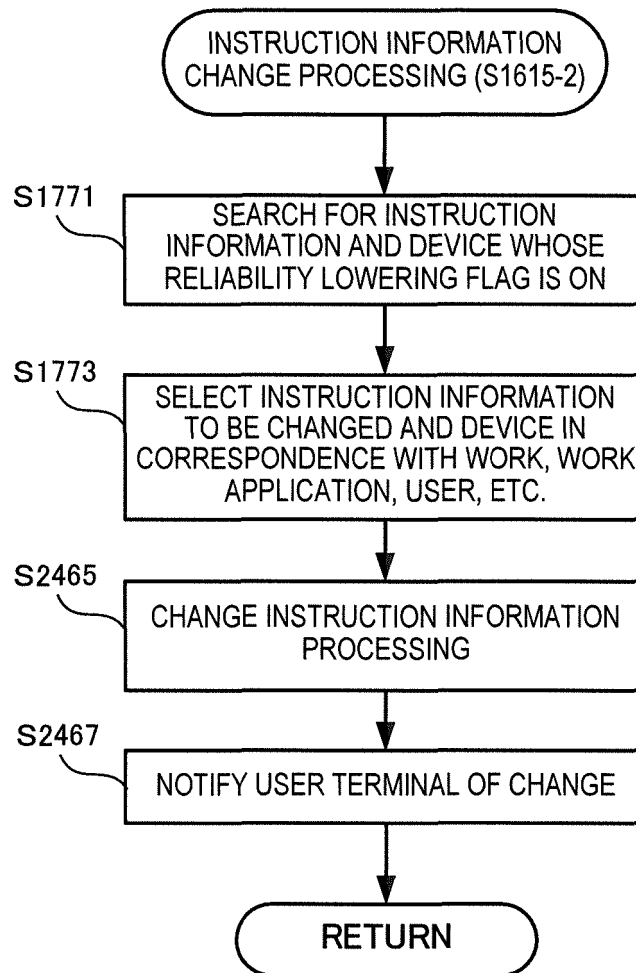 INSTRUCTION INFORMATION
CHANGE PROCESSING (S1615-2)
S1771
SEARCH FOR INSTRUCTION
INFORMATION AND DEVICE WHOSE
RELIABILITY LOWERING FLAG IS ON
S1773
SELECT INSTRUCTION INFORMATION
TO BE CHANGED AND DEVICE IN
CORRESPONDENCE WITH WORK, WORK
APPLICATION, USER, ETC.
S2465
CHANGE INSTRUCTION INFORMATION
PROCESSING
S2467
NOTIFY USER TERMINAL OF CHANGE
RETURN